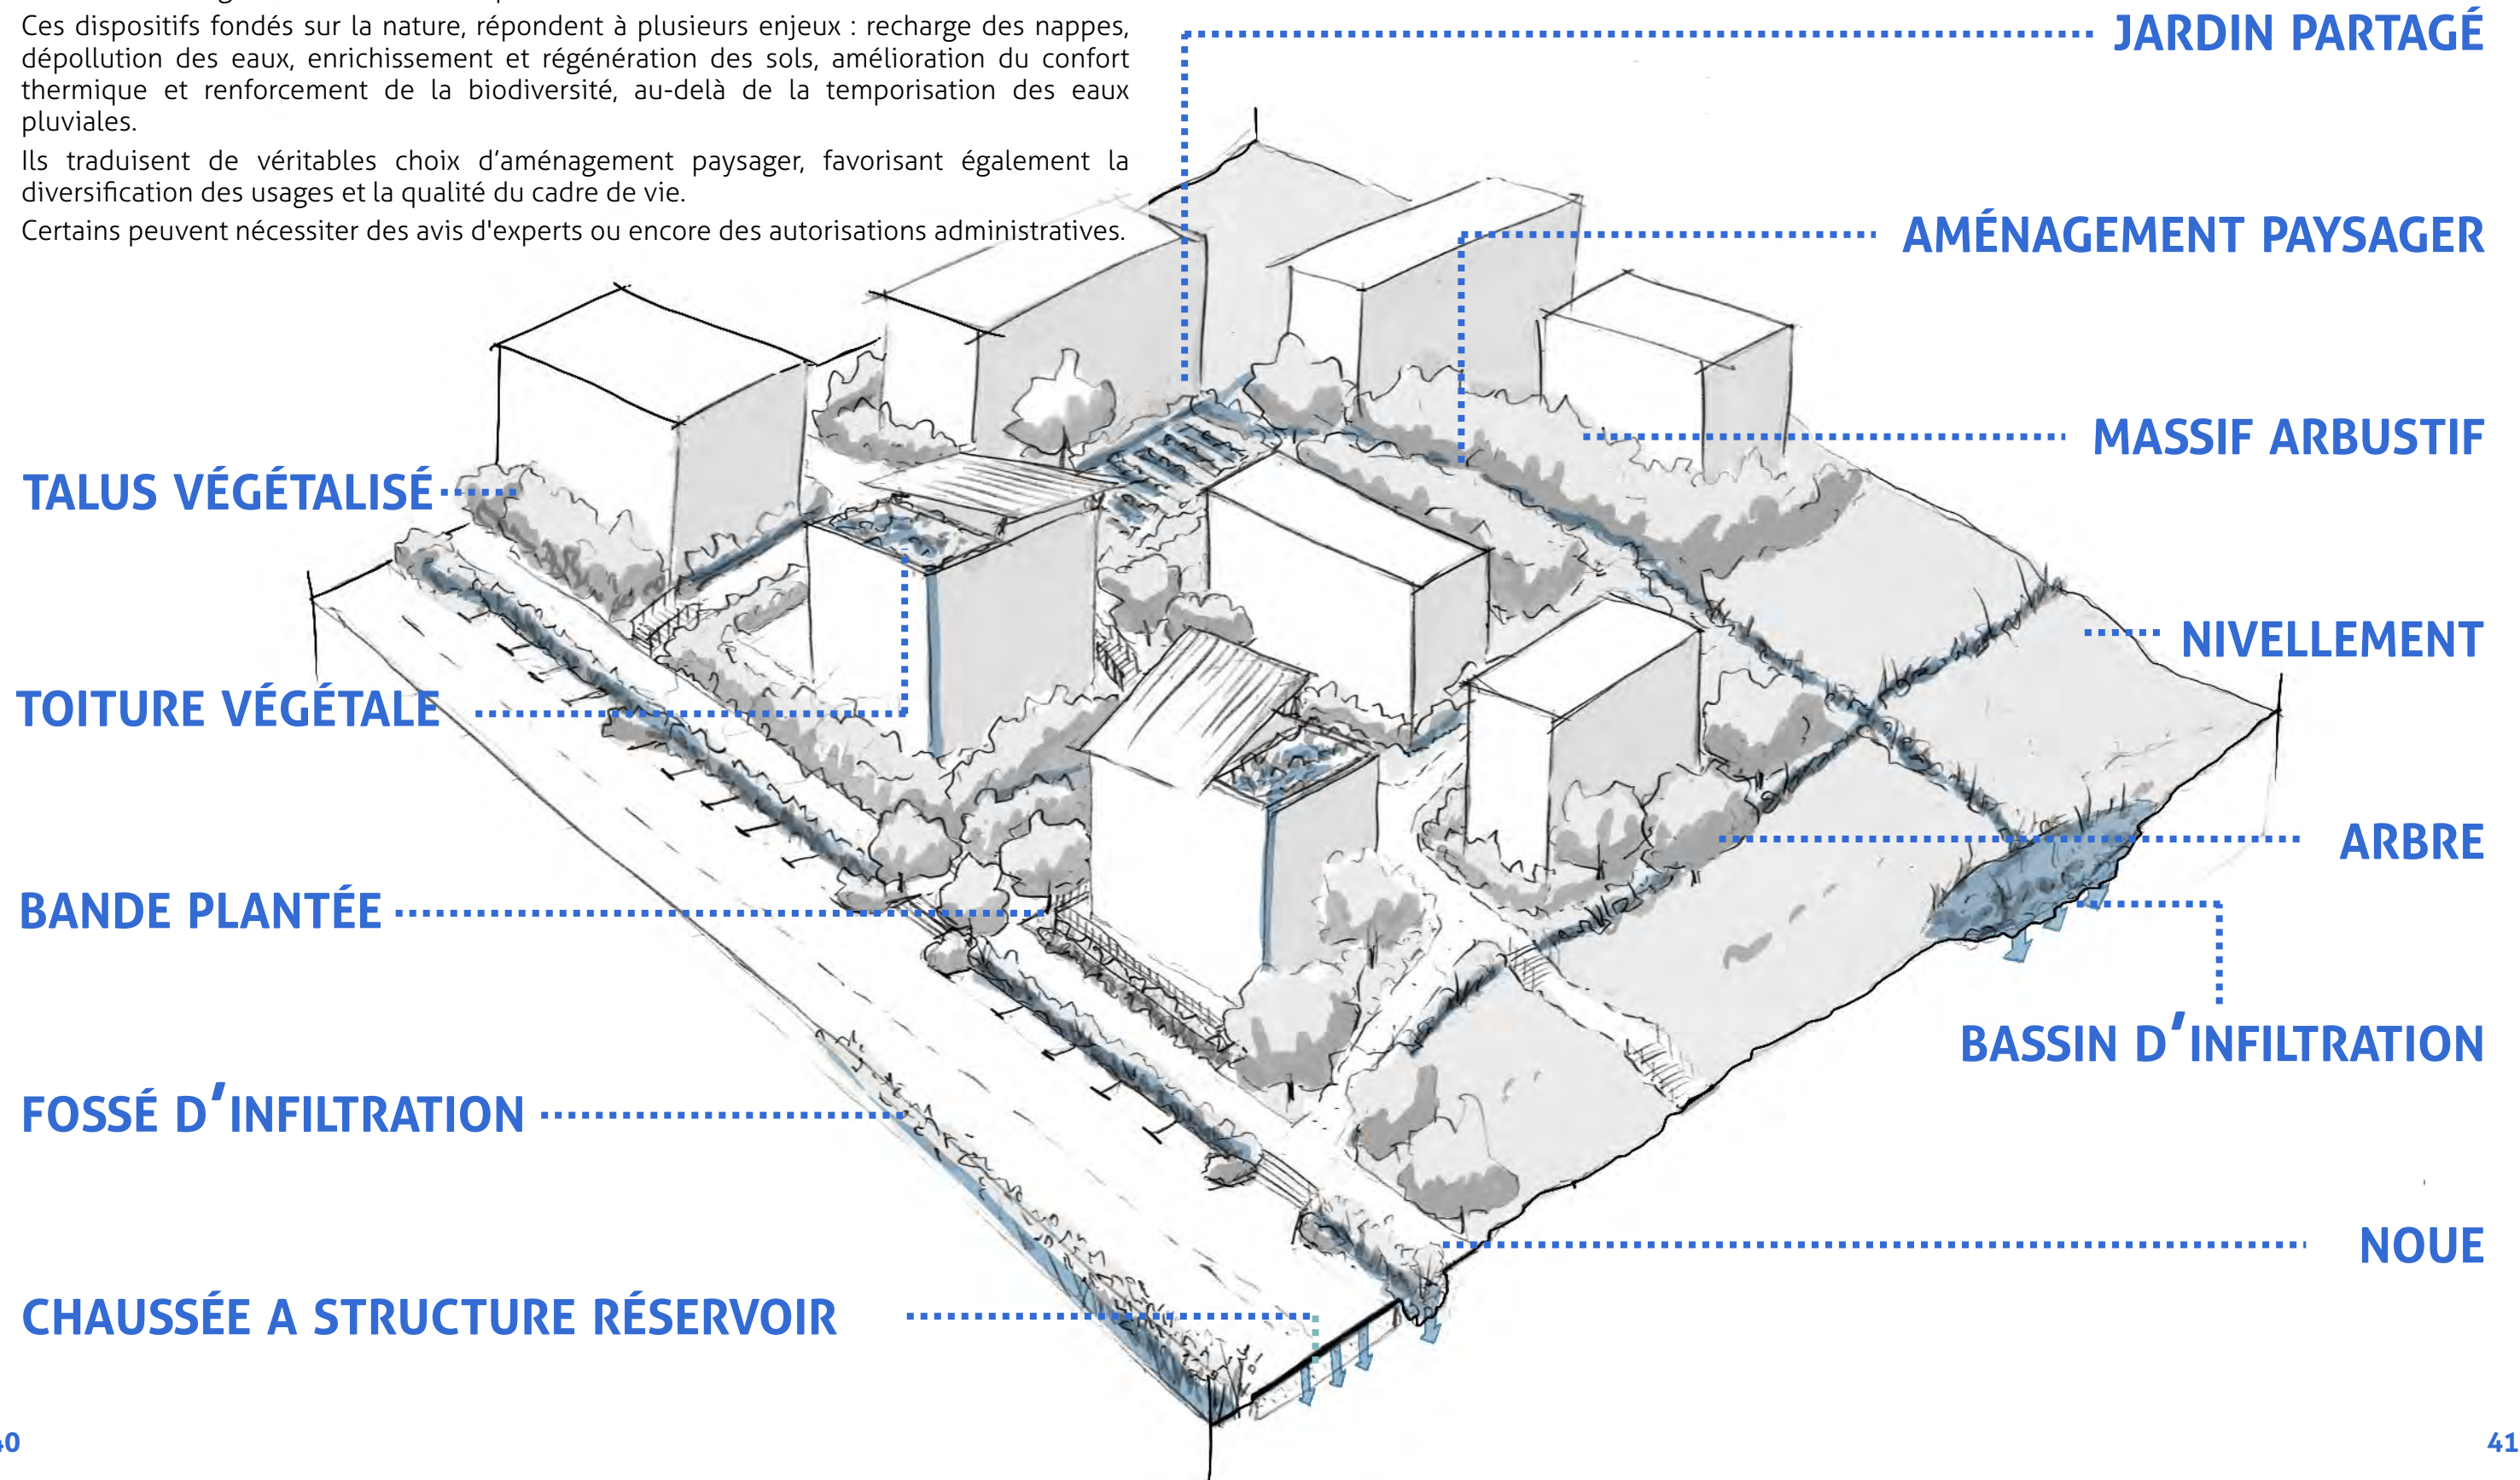 Ces dispositifs fondés sur la nature, répondent à plusieurs enjeux : recharge des nappes,
dépollution des eaux, enrichissement et régénération des sols, amélioration du confort
thermique et renforcement de la biodiversité, au-delà de la temporisation des eaux
pluviales.
Ils traduisent de véritables choix d’aménagement paysager, favorisant également la
diversification des usages et la qualité du cadre de vie.
Certains peuvent nécessiter des avis d'experts ou encore des autorisations administratives.
JARDIN PARTAGÉ
AMÉNAGEMENT PAYSAGER
MASSIF ARBUSTIF
TALUS VÉGÉTALISÉ
NIVELLEMENT
TOITURE VÉGÉTALE
ARBRE
BANDE PLANTÉE
BASSIN D’INFILTRATION
FOSSÉ D’INFILTRATION
NOUE
CHAUSSÉE A STRUCTURE RÉSERVOIR
40
41